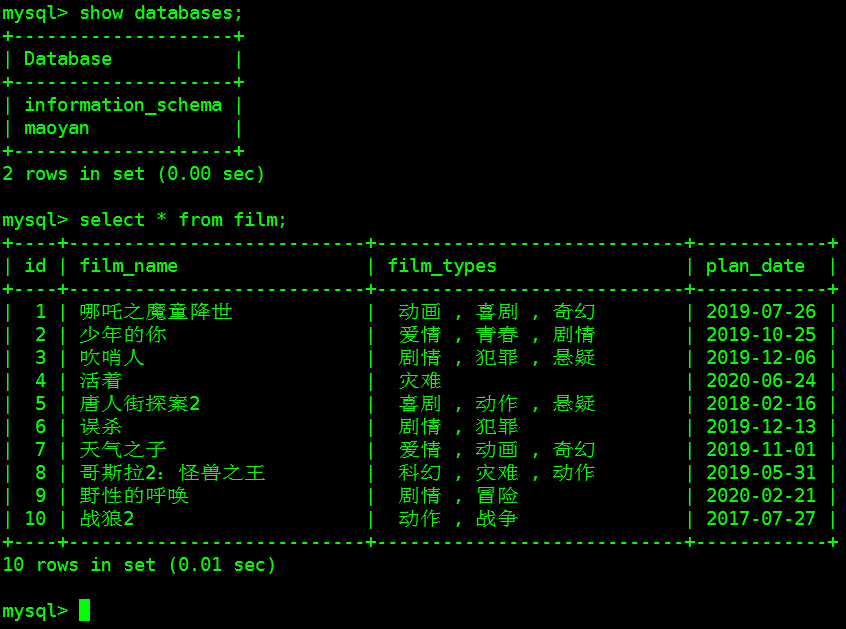 mysql> show databases;
+--------------------+
| Database           |
+--------------------+
| information_schema |
| maoyan             |
+--------------------+
2 rows in set (0.00 sec)
mysql> select * from film;
+----+---------------------------+----------------------------+------------+
| id | film_name                 | film_types                 | plan_date  |
+----+---------------------------+----------------------------+------------+
|  1 | 哪吒之魔童降世 |  动画 , 喜剧 , 奇幻 | 2019-07-26 |
|  2 | 少年的你 |  爱情 , 青春 , 剧情 | 2019-10-25 |
|  3 | 吹哨人 |  剧情 , 犯罪 , 悬疑 | 2019-12-06 |
|  4 | 活着 |  灾难 | 2020-06-24 |
|  5 | 唐人街探案2 |  喜剧 , 动作 , 悬疑 | 2018-02-16 |
|  6 | 误杀 |  剧情 , 犯罪 | 2019-12-13 |
|  7 | 天气之子 |  爱情 , 动画 , 奇幻 | 2019-11-01 |
|  8 | 哥斯拉2：怪兽之王 |  科幻 , 灾难 , 动作 | 2019-05-31 |
|  9 | 野性的呼唤 |  剧情 , 冒险 | 2020-02-21 |
| 10 | 战狼2 |  动作 , 战争 | 2017-07-27 |
+----+---------------------------+----------------------------+------------+
10 rows in set (0.01 sec)
mysql>